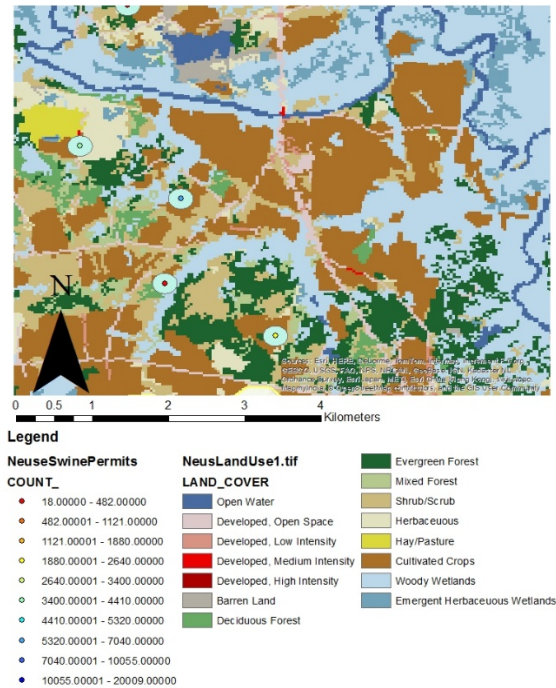 N
Kilometers
0 0.5 1 2 3 4
Legend
NeuseSwinePermits
COUNT_
18.00000 - 482.00000
482.00001 - 1121.00000
1121.00001 - 1880.00000
1880.00001 - 2640.00000
2640.00001 - 3400.00000
3400.00001 - 4410.00000
4410.00001 - 5320.00000
5320.00001 - 7040.00000
7040.00001 - 10055.00000
10055.00001 - 20009.00000
NeusLandUse1.tif
LAND_COVER
Open Water
Developed, Open Space
Developed, Low Intensity
Developed, Medium Intensity
Developed, High Intensity
Barren Land
Deciduous Forest
Evergreen Forest
Mixed Forest
Shrub/Scrub
Herbaceuous
Hay/Pasture
Cultivated Crops
Woody Wetlands
Emergent Herbaceuous Wetlands